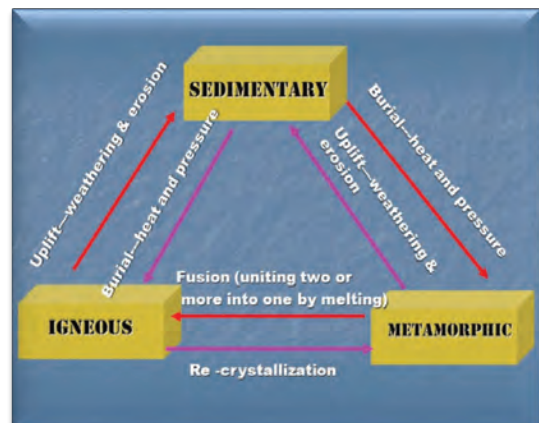 SEDIMENTARY
Uplift—weathering & erosion
Burial—heat and pressure
Uplift—weathering &
erosion
Burial—heat and pressure
Fusion (uniting two or
more into one by melting)
IGNEOUS
METAMORPHIC
Re -crystallization